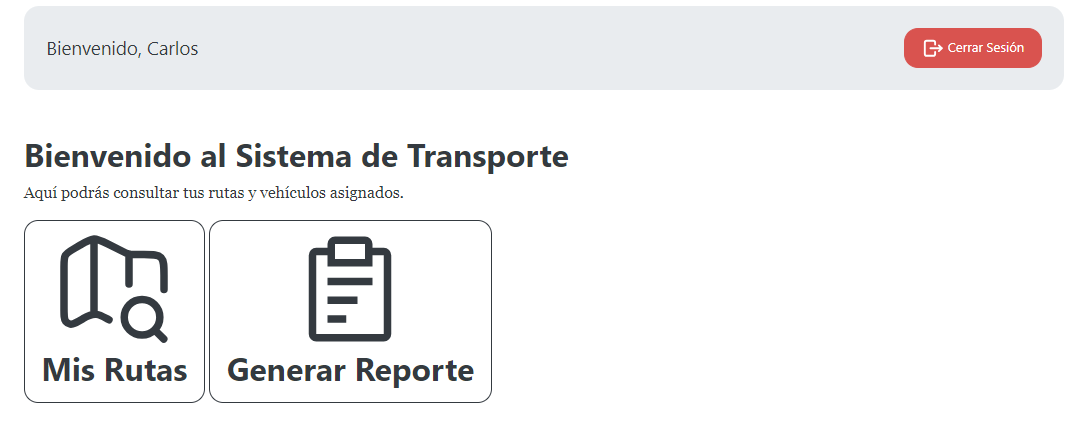 Bienvenido, Carlos
Cerrar Sesión
Bienvenido al Sistema de Transporte
Aquí podrás consultar tus rutas y vehículos asignados.
Mis Rutas
Generar Reporte